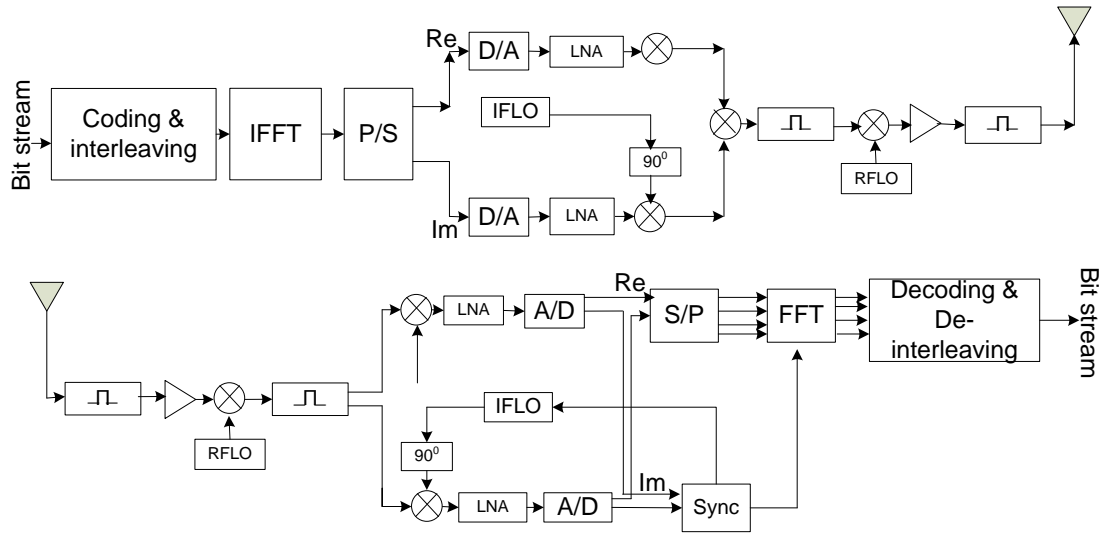 Bit stream
Coding &
interleaving
IFFT
P/S
Re
D/A
LNA
IFLO
90⁰
Im
D/A
LNA
RFLO
RFLO
LNA
A/D
Re
S/P
FFT
Decoding &
De-
interleaving
Bit stream
IFLO
90⁰
LNA
A/D
Im
Sync